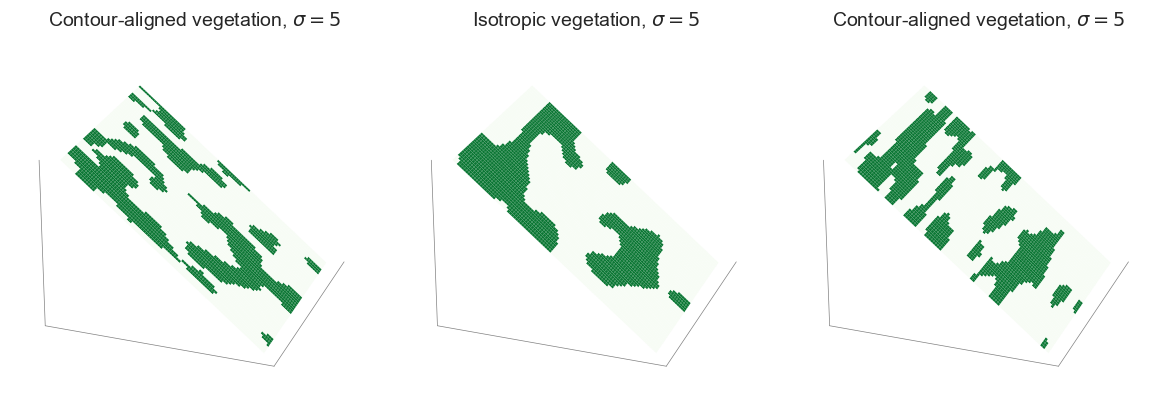 Contour-aligned vegetation, σ = 5
Isotropic vegetation, σ = 5
Contour-aligned vegetation, σ = 5